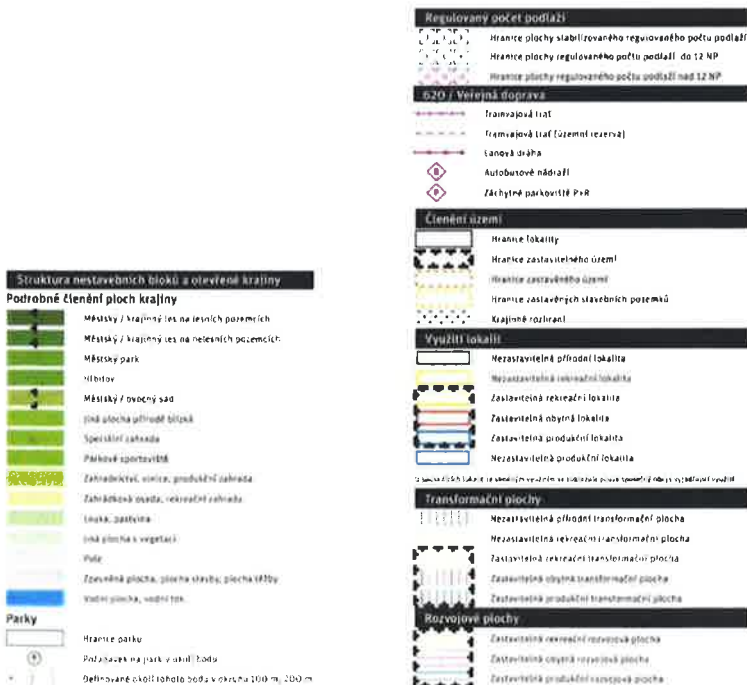 Struktura nestavebních bloků a otevřené krajiny
Podrobné členění ploch krajiny
Městský / krajinný les na lesních pozemcích
Městský / krajinný les na nelesních pozemcích
Městský park
Hřbitov
Městský / ovocný sad
Jiná plocha přírodě blízká
Speciální zahrada
Parkové sportoviště
Zahradnictví, vinice, produkční zahrada
Zahrádková osada, rekreační zahrada
Louka, pastvina
Jiná plocha s vegetací
Pole
Zpevněná plocha, plocha stavby, plocha těžby
Vodní plocha, vodní tok
Parky
Hranice parku
Požadavek na park v okolí bodu
Definované okolí tohoto bodu v okruhu 100 m, 200 m
Regulovaný počet podlaží
Hranice plochy stabilizovaného regulovaného počtu podlaží
Hranice plochy regulovaného počtu podlaží do 12 NP
Hranice plochy regulovaného počtu podlaží nad 12 NP
620 / Veřejná doprava
Tramvajová trať
Tramvajová trať (územní rezerva)
Lanová dráha
Autobusové nádraží
Záchytné parkoviště P+R
Členění území
Hranice lokality
Hranice zastavitelného území
Hranice zastavěného území
Hranice zastavěných stavebních pozemků
Krajinné rozhraní
Využití lokalit
Nezastavitelná přírodní lokalita
Nezastavitelná rekreační lokalita
Zastavitelná rekreační lokalita
Zastavitelná obytná lokalita
Zastavitelná produkční lokalita
Nezastavitelná produkční lokalita
Transformační plochy
Nezastavitelná přírodní transformační plocha
Nezastavitelná rekreační transformační plocha
Zastavitelná rekreační transformační plocha
Zastavitelná obytná transformační plocha
Zastavitelná produkční transformační plocha
Rozvojové plochy
Zastavitelná rekreační rozvojová plocha
Zastavitelná obytná rozvojová plocha
Zastavitelná produkční rozvojová plocha